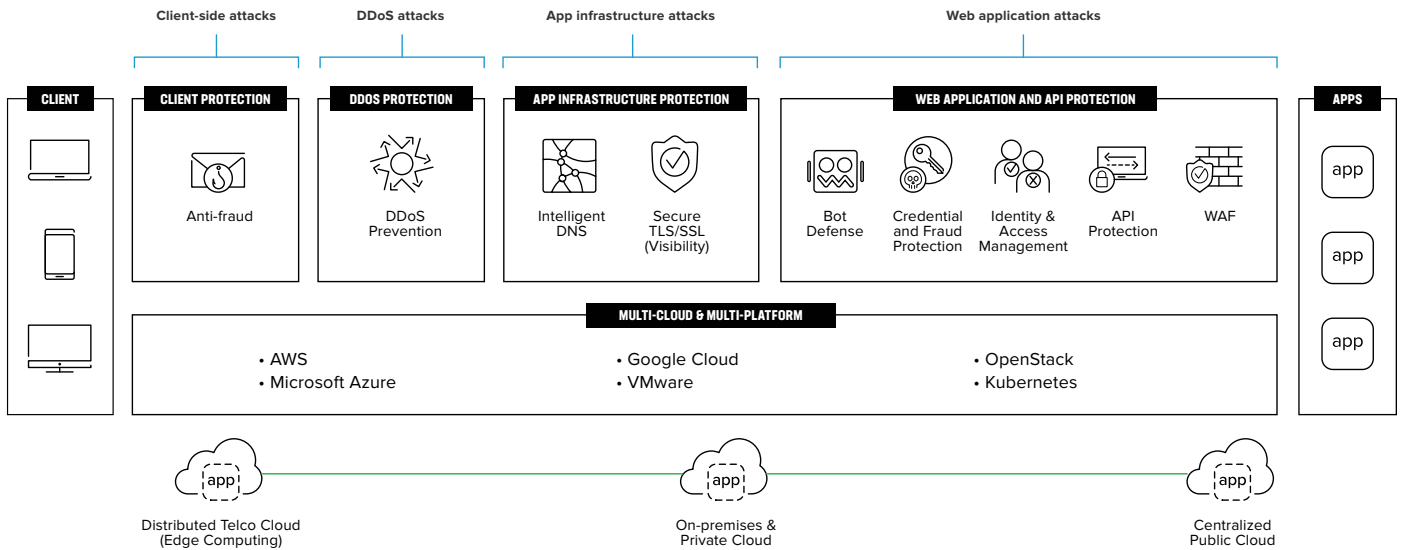 Client-side attacks
DDoS attacks
App infrastructure attacks
Web application attacks
CLIENT
CLIENT PROTECTION
DDOS PROTECTION
APP INFRASTRUCTURE PROTECTION
WEB APPLICATION AND API PROTECTION
APPS
Anti-fraud
DDoS
Prevention
Intelligent
DNS
Secure
TLS/SSL
(Visibility)
Bot
Defense
Credential
and Fraud
Protection
Identity &
Access
Management
API
Protection
WAF
app
app
app
MULTI-CLOUD & MULTI-PLATFORM
• AWS
• Microsoft Azure
• Google Cloud
• VMware
• OpenStack
• Kubernetes
app
Distributed Telco Cloud
(Edge Computing)
app
On-premises &
Private Cloud
app
Centralized
Public Cloud